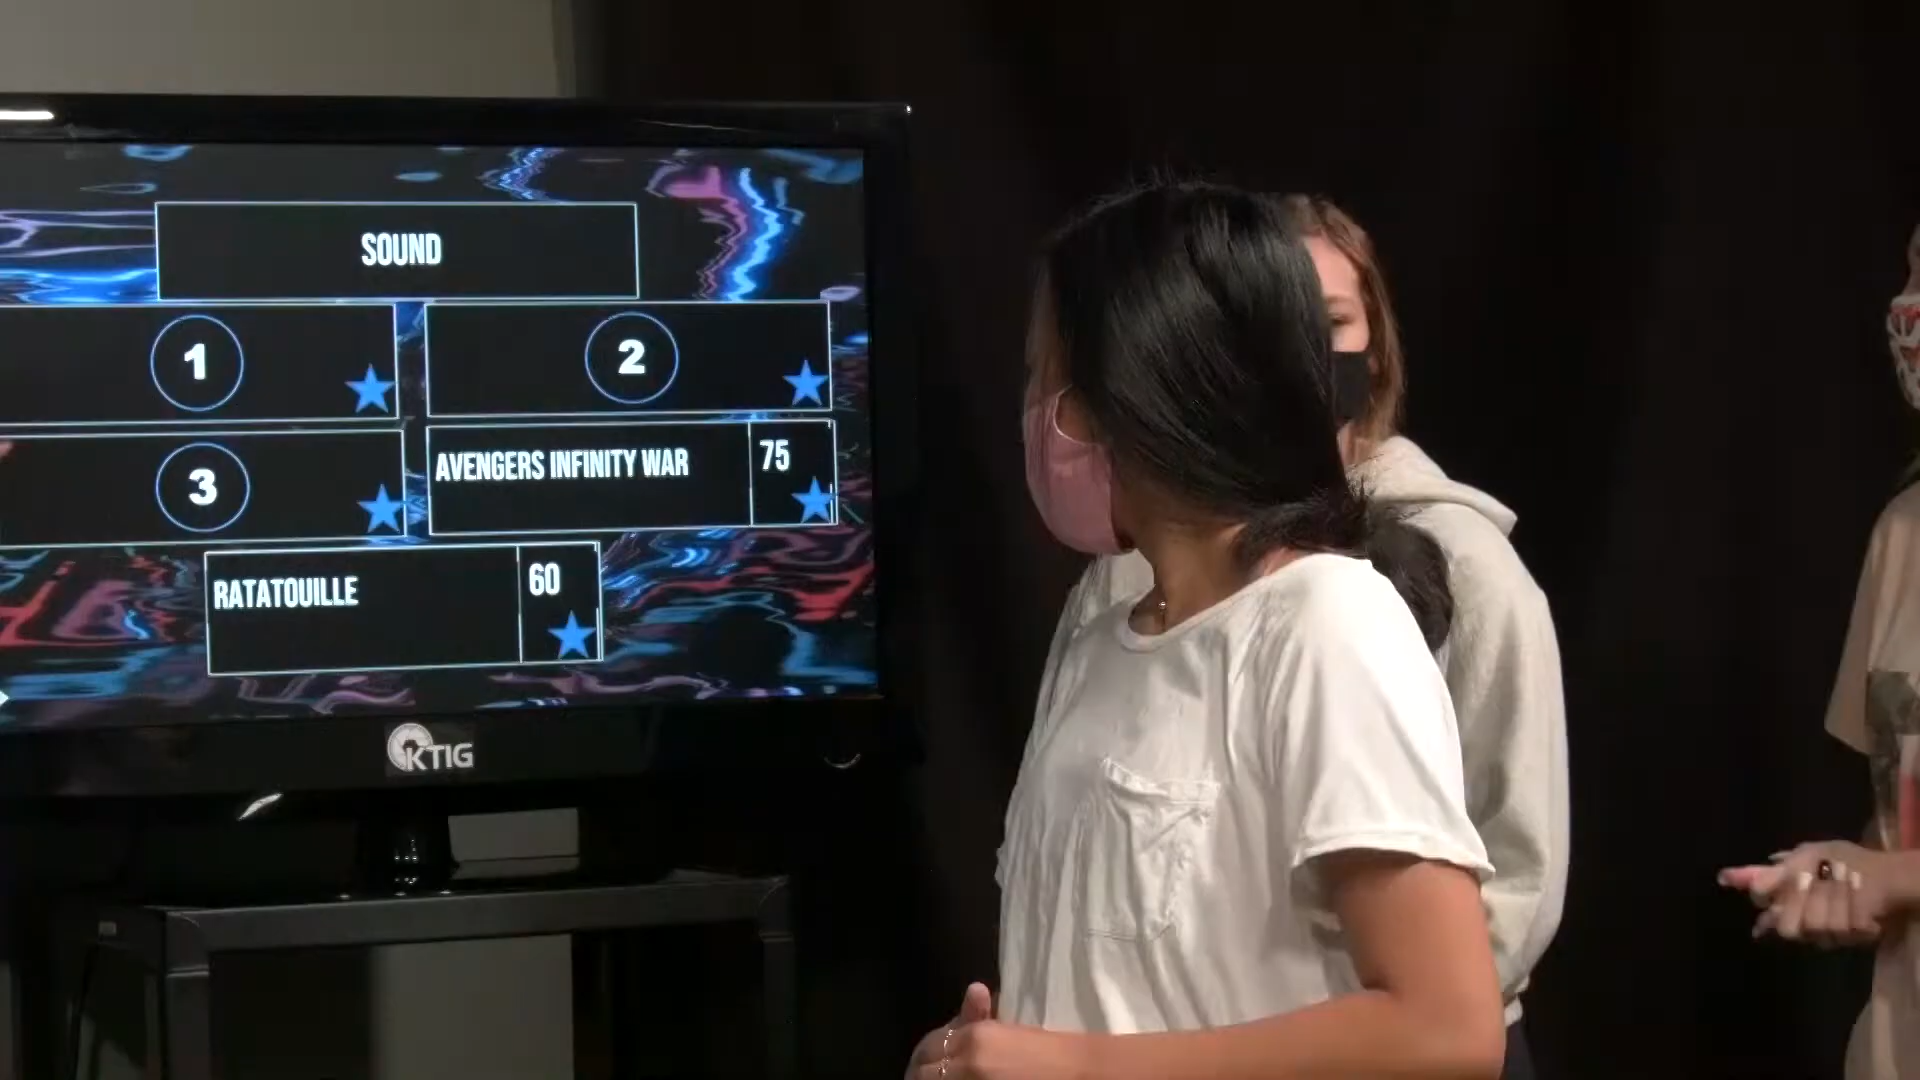 SOUND
1
2
3
AVENGERS INFINITY WAR 75
RATATOUILLE 60
KTIG